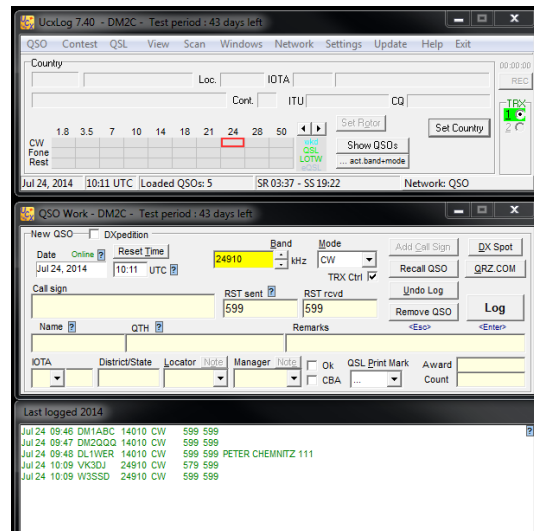 UcxLog 7.40 - DM2C - Test period : 43 days left
QSO Contest QSL View Scan Windows Network Settings Update Help Exit
Country 00:00:00
Loc. IOTA REC
Cont. ITU CQ TRX
1
Set Rotor Set Country 2
1.8 3.5 7 10 14 18 21 24 28 50
CW wkd Show QSOs
Fone QSL
Rest LOTW ... act.band+mode
eQSL
Jul 24, 2014 10:11 UTC Loaded QSOs: 5 SR 03:37 - SS 19:22 Network: QSO
QSO Work - DM2C - Test period : 43 days left
New QSO DXpedition
Date Online ? Reset Time Band Mode Add Call Sign DX Spot
Jul 24, 2014 10:11 UTC ? 24910 kHz CW
TRX Ctrl Recall QSO QRZ.COM
Call sign RST sent ? RST rcvd Undo Log
599 599 Remove QSO Log
Name ? QTH ? Remarks <Esc> <Enter>
IOTA District/State Locator Note Manager Note Ok QSL Print Mark Award
CBA ... Count
Last logged 2014
?
Jul 24 09:46 DM1ABC 14010 CW 599 599
Jul 24 09:47 DM2QQQ 14010 CW 599 599
Jul 24 09:48 DL1WER 14010 CW 599 599 PETER CHEMNITZ 111
Jul 24 10:09 VK3DJ 24910 CW 579 599
Jul 24 10:09 W3SSD 24910 CW 599 599